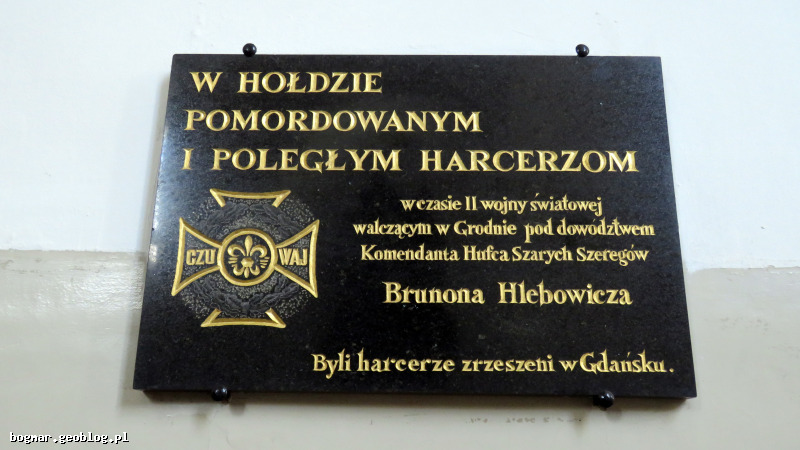 W HOŁDZIE
POMORDOWANYM
I POLEGŁYM HARCERZOM
w czasie II wojny światowej
walczącym w Grodnie pod dowództwem
Komendanta Hufca Szarych Szeregów
Brunona Hlebowicza
CZUWAJ
Byli harcerze zrzeszeni w Gdańsku.
bogmar.geoblog.pl